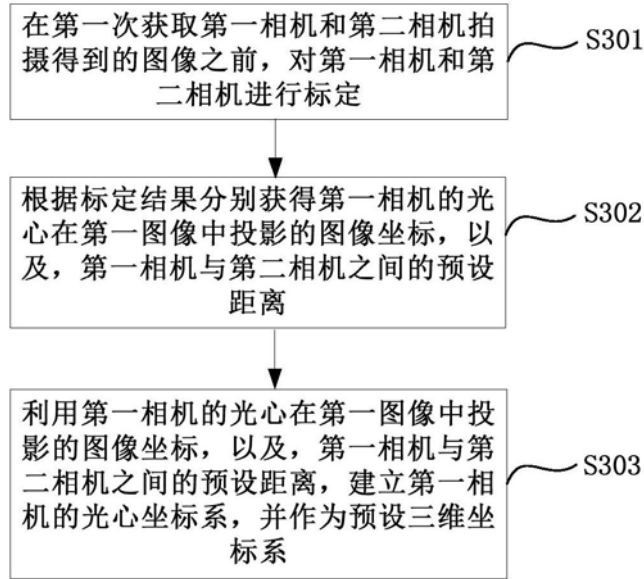 在第一次获取第一相机和第二相机拍
摄得到的图像之前，对第一相机和第
二相机进行标定
S301
根据标定结果分别获得第一相机的光
心在第一图像中投影的图像坐标，以
及，第一相机与第二相机之间的预设
距离
S302
利用第一相机的光心在第一图像中投
影的图像坐标，以及，第一相机与第
二相机之间的预设距离，建立第一相
机的光心坐标系，并作为预设三维坐
标系
S303